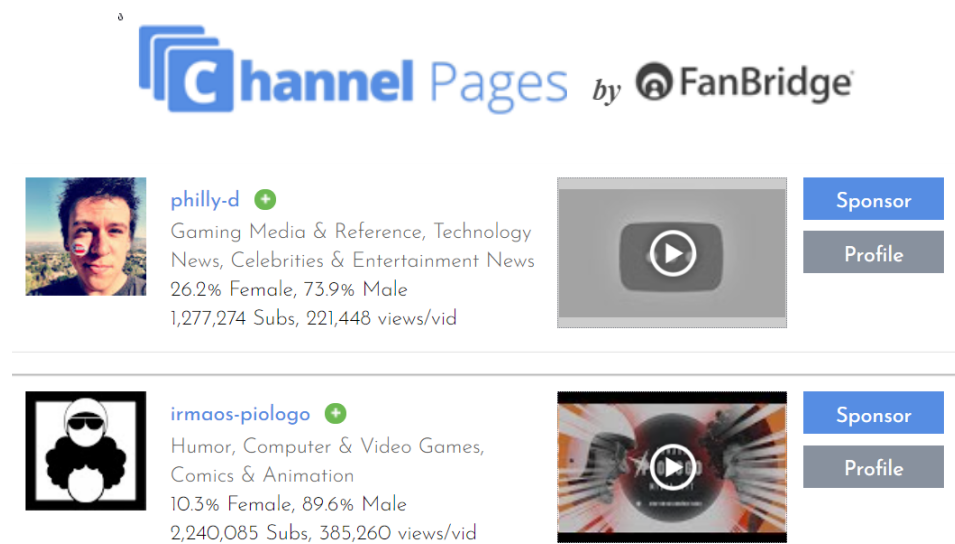 Channel Pages by FanBridge
philly-d
Gaming Media & Reference, Technology
News, Celebrities & Entertainment News
26.2% Female, 73.9% Male
1,277,274 Subs, 221,448 views/vid
Sponsor
Profile
irmaos-piologo
Humor, Computer & Video Games,
Comics & Animation
10.3% Female, 89.6% Male
2,240,085 Subs, 385,260 views/vid
Sponsor
Profile